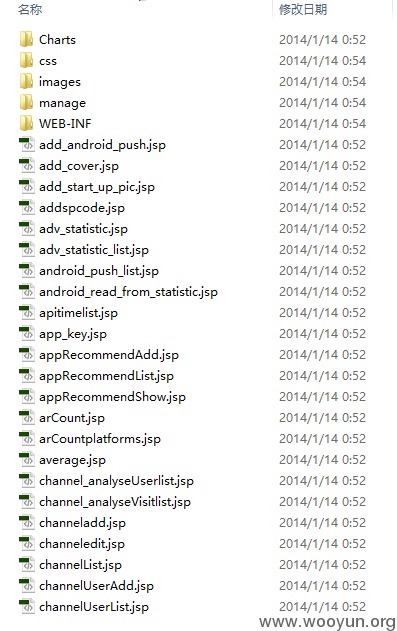 名称 修改日期
Charts 2014/1/14 0:52
css 2014/1/14 0:54
images 2014/1/14 0:54
manage 2014/1/14 0:52
WEB-INF 2014/1/14 0:54
add_android_push.jsp 2014/1/14 0:52
add_cover.jsp 2014/1/14 0:52
add_start_up_pic.jsp 2014/1/14 0:52
addspcode.jsp 2014/1/14 0:52
adv_statistic.jsp 2014/1/14 0:52
adv_statistic_list.jsp 2014/1/14 0:52
android_push_list.jsp 2014/1/14 0:52
android_read_from_statistic.jsp 2014/1/14 0:52
apitimelist.jsp 2014/1/14 0:52
app_key.jsp 2014/1/14 0:52
appRecommendAdd.jsp 2014/1/14 0:52
appRecommendList.jsp 2014/1/14 0:52
appRecommendShow.jsp 2014/1/14 0:52
arCount.jsp 2014/1/14 0:52
arCountplatforms.jsp 2014/1/14 0:52
average.jsp 2014/1/14 0:52
channel_analyseUserlist.jsp 2014/1/14 0:52
channel_analyseVisitlist.jsp 2014/1/14 0:52
channeladd.jsp 2014/1/14 0:52
channeledit.jsp 2014/1/14 0:52
channelList.jsp 2014/1/14 0:52
channelUserAdd.jsp 2014/1/14 0:52
channelUserList.jsp 2014/1/14 0:52
www.wooyun.org